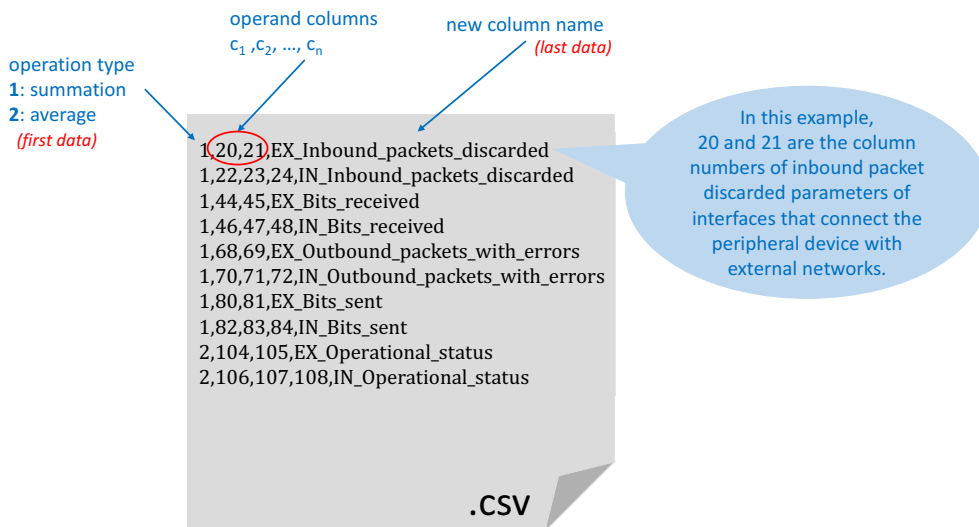 operand columns
c1 ,c2, ..., cn
new column name
(last data)
operation type
1: summation
2: average
(first data)
1,20,21,EX_Inbound_packets_discarded
1,22,23,24,IN_Inbound_packets_discarded
1,44,45,EX_Bits_received
1,46,47,48,IN_Bits_received
1,68,69,EX_Outbound_packets_with_errors
1,70,71,72,IN_Outbound_packets_with_errors
1,80,81,EX_Bits_sent
1,82,83,84,IN_Bits_sent
2,104,105,EX_Operational_status
2,106,107,108,IN_Operational_status
In this example,
20 and 21 are the column
numbers of inbound packet
discarded parameters of
interfaces that connect the
peripheral device with
external networks.
.csv